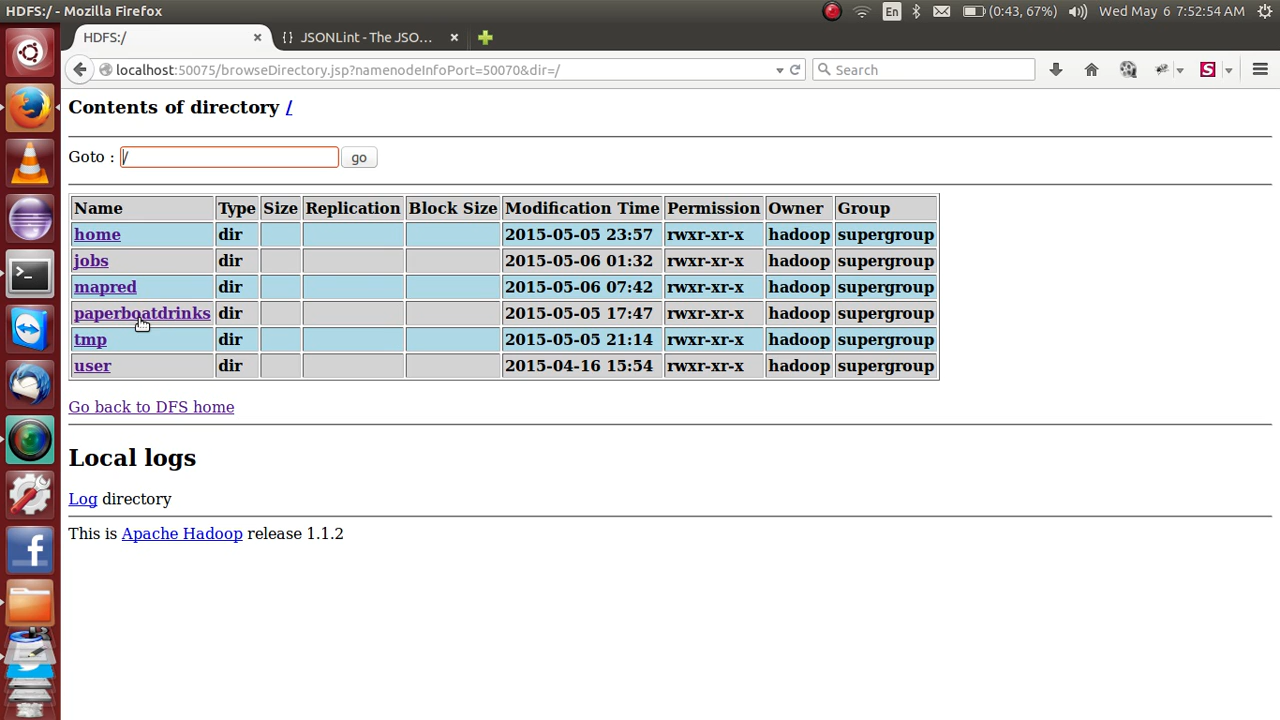 HDFS:/ - Mozilla Firefox En (0:43, 67%) Wed May 6 7:52:54 AM
HDFS:/ × { } JSONLint - The JSO... ×
localhost:50075/browseDirectory.jsp?namenodeInfoPort=50070&dir=/ Search S
Contents of directory /
Goto : / go
Name Type Size Replication Block Size Modification Time Permission Owner Group
home dir 2015-05-05 23:57 rwxr-xr-x hadoop supergroup
jobs dir 2015-05-06 01:32 rwxr-xr-x hadoop supergroup
mapred dir 2015-05-06 07:42 rwxr-xr-x hadoop supergroup
paperboatdrinks dir 2015-05-05 17:47 rwxr-xr-x hadoop supergroup
tmp dir 2015-05-05 21:14 rwxr-xr-x hadoop supergroup
user dir 2015-04-16 15:54 rwxr-xr-x hadoop supergroup
Go back to DFS home
Local logs
Log directory
This is Apache Hadoop release 1.1.2